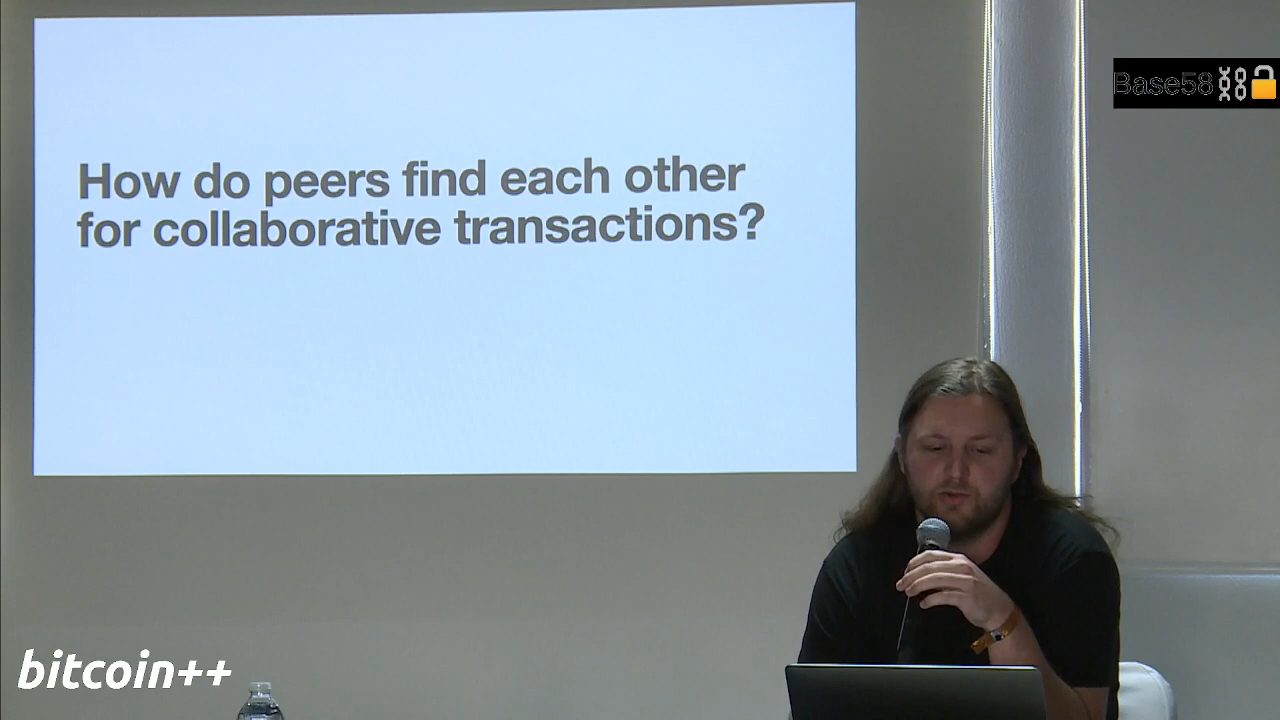 How do peers find each other
for collaborative transactions?
Base58
bitcoin++